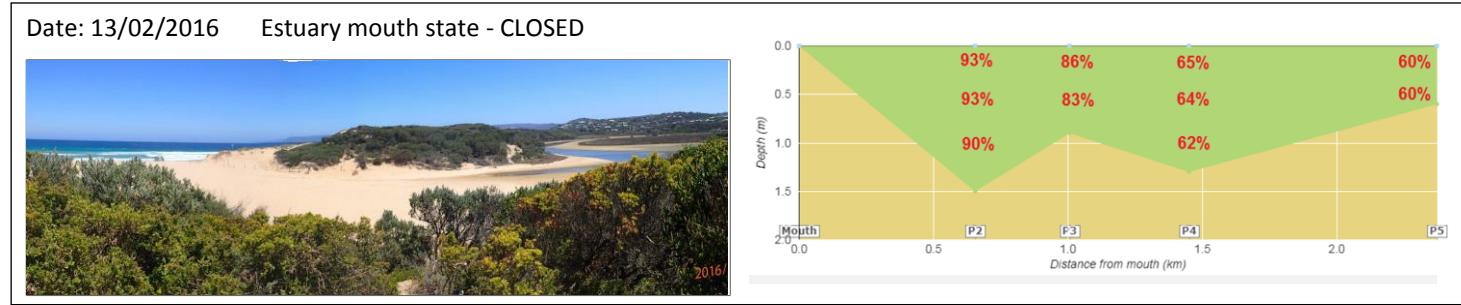 Date: 13/02/2016 Estuary mouth state - CLOSED
2016/
0.0
0.5
1.0
1.5
2.0
Depth (m)
93% 86% 65% 60%
93% 83% 64% 60%
90% 62%
Mouth P2 P3 P4 P5
0.0 0.5 1.0 1.5 2.0
Distance from mouth (km)